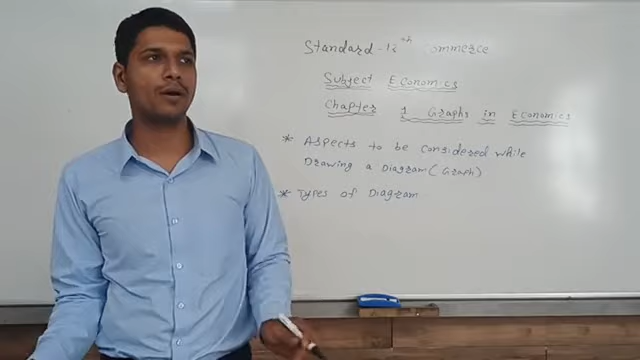 Standard - 12th Commerce
Subject Economics
Chapter 1 Graphs in Economics
* Aspects to be considered while
Drawing a Diagram (Graph)
* Types of Diagram